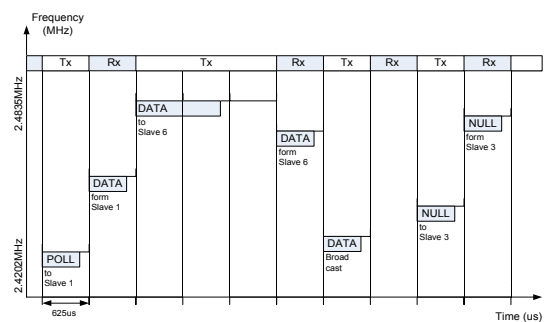 Frequency
(MHz)
Tx Rx Tx Rx Tx Rx Tx Rx
2.4835MHz
DATA
to
Slave 6
NULL
form
Slave 3
DATA
form
Slave 6
DATA
form
Slave 1
NULL
to
Slave 3
DATA
Broad
cast
2.4202MHz
POLL
to
Slave 1
625us
Time (us)